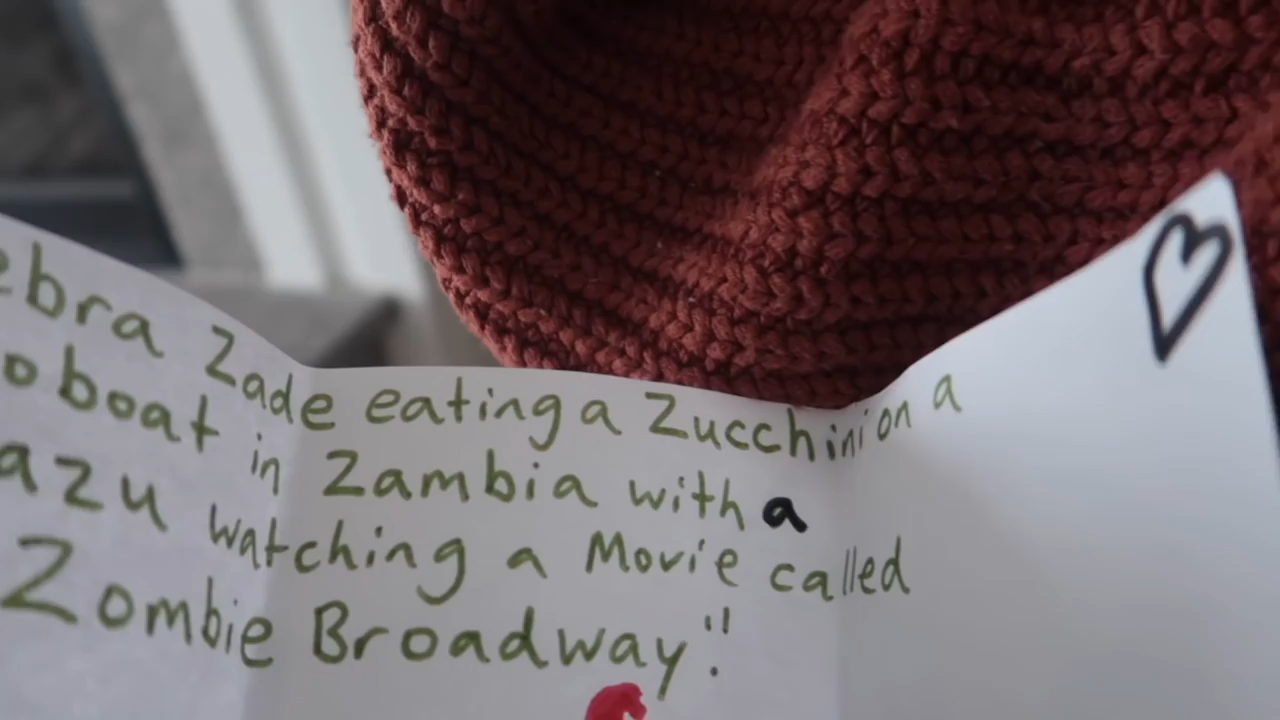 ebra Zade eating a Zucchini on a
oboat in Zambia with a
azu watching a Movie called
Zombie Broadway".